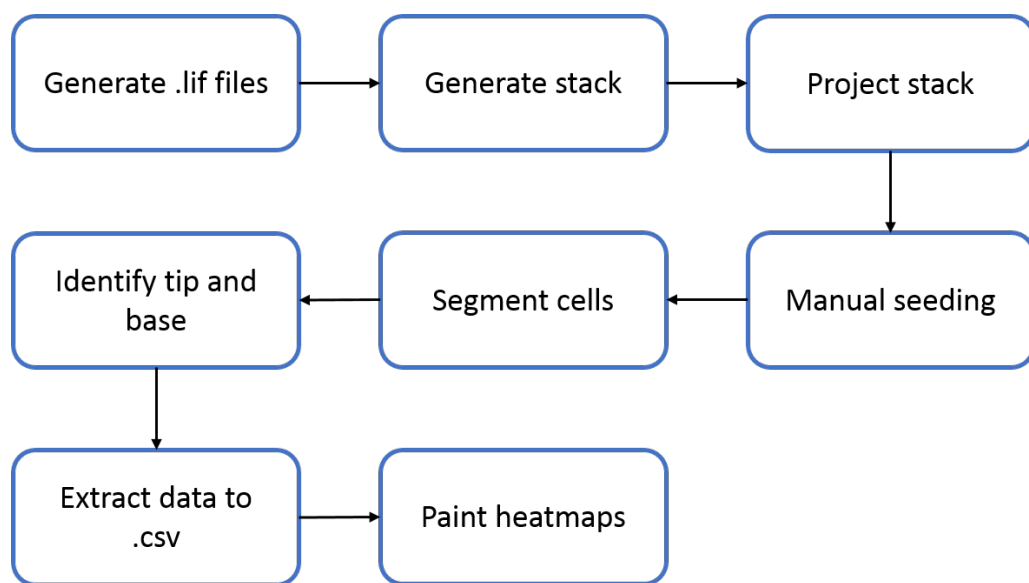 Generate .lif files
Generate stack
Project stack
Manual seeding
Segment cells
Identify tip and
base
Extract data to
.csv
Paint heatmaps